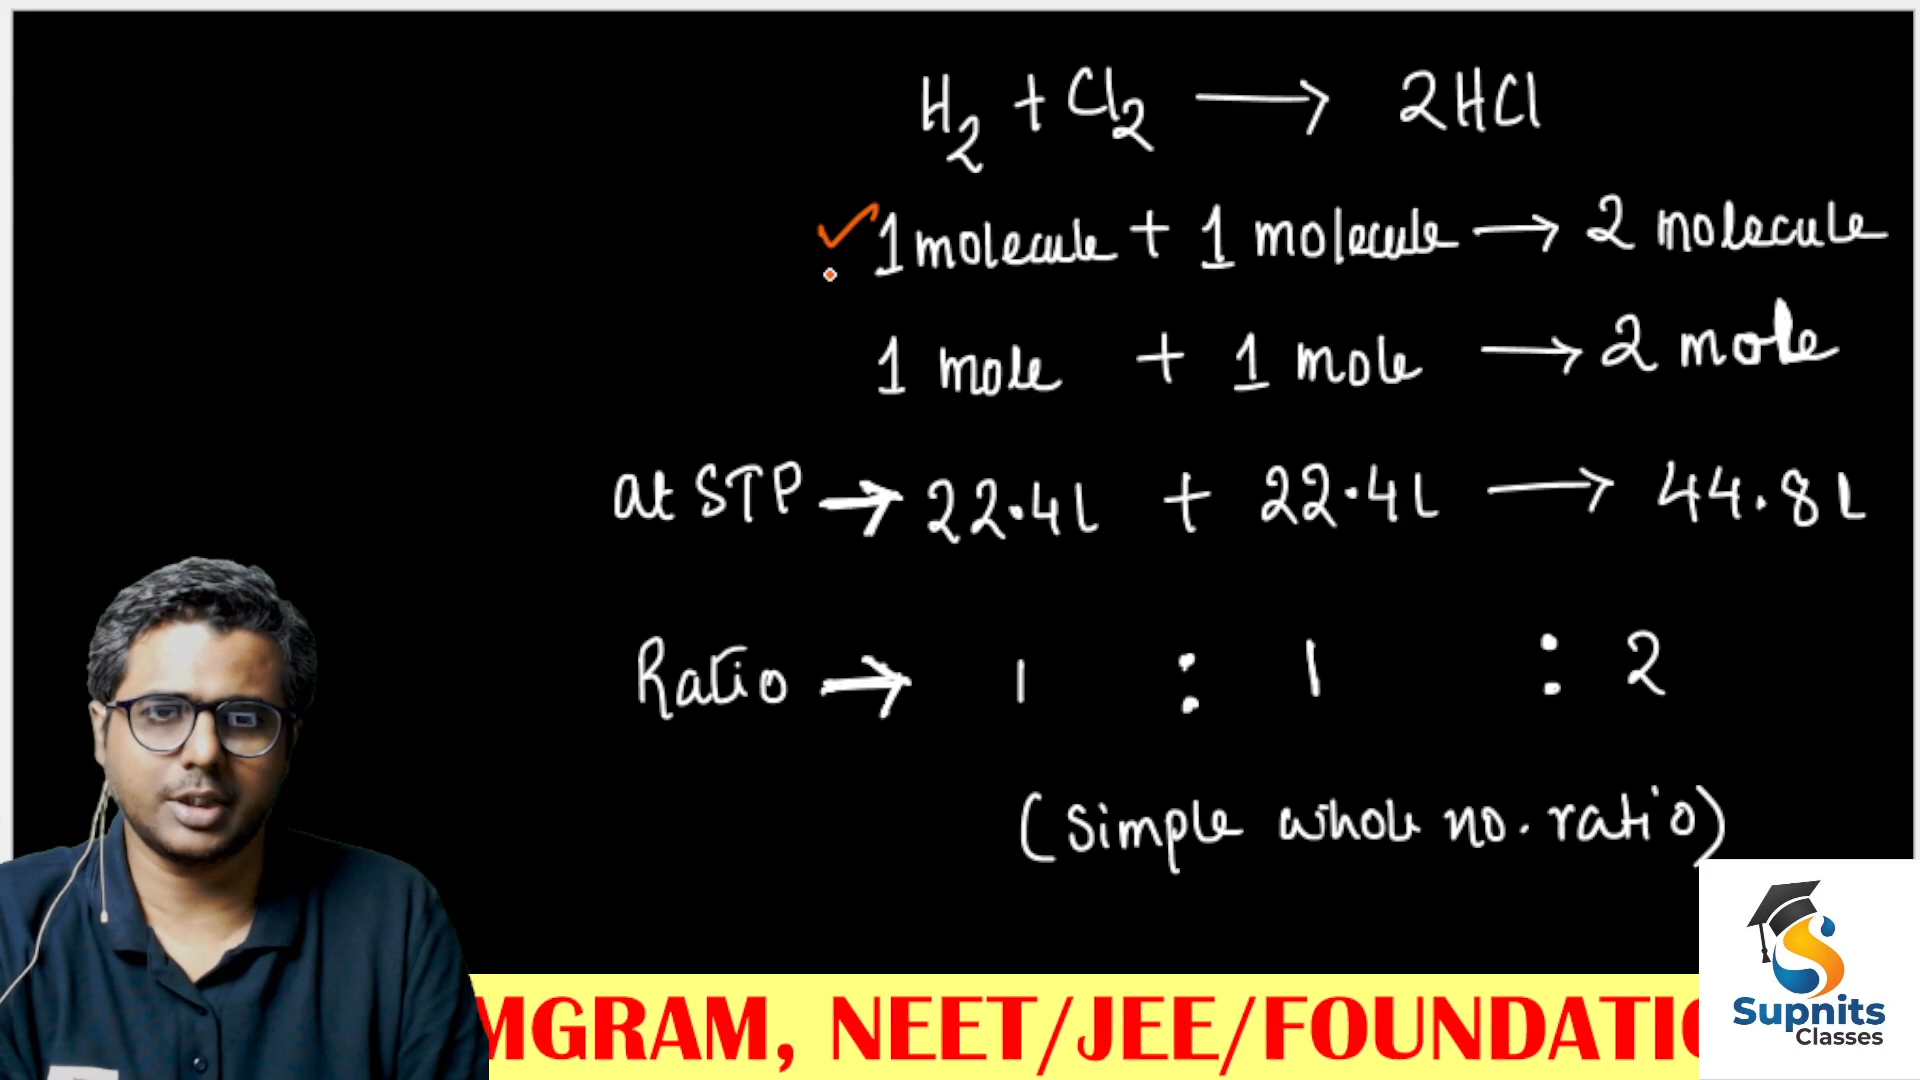 H₂ + Cl₂ ⟶ 2HCl
1 molecule + 1 molecule ⟶ 2 molecule
1 mole + 1 mole ⟶ 2 mole
at STP → 22.4L + 22.4L ⟶ 44.8L
Ratio → 1 : 1 : 2
(simple whole no. ratio)
MGRAM, NEET/JEE/FOUNDATIO
Supnits
Classes